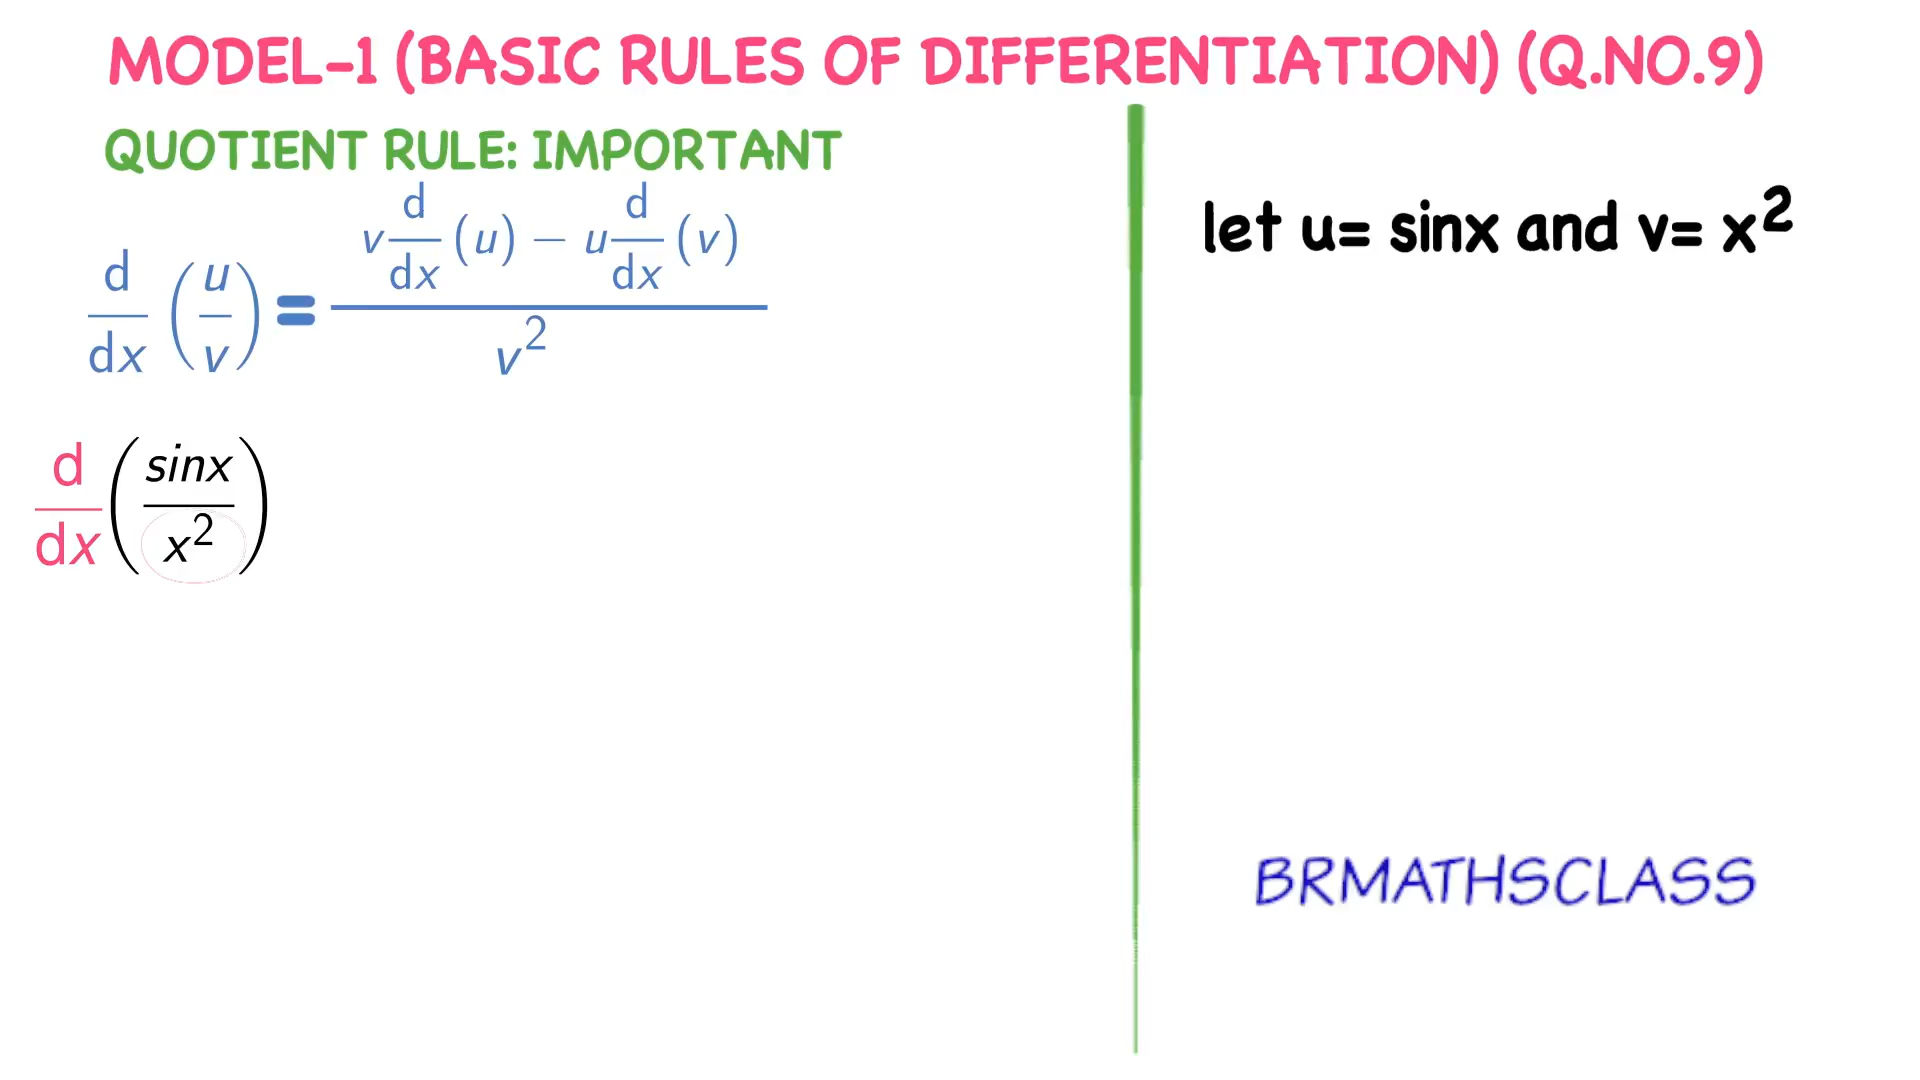 MODEL-1 (BASIC RULES OF DIFFERENTIATION) (Q.NO.9)
QUOTIENT RULE: IMPORTANT
d/dx (u/v) = (v d/dx (u) − u d/dx (v)) / v²
d/dx (sinx/x²)
let u= sinx and v= x²
BRMATHSCLASS